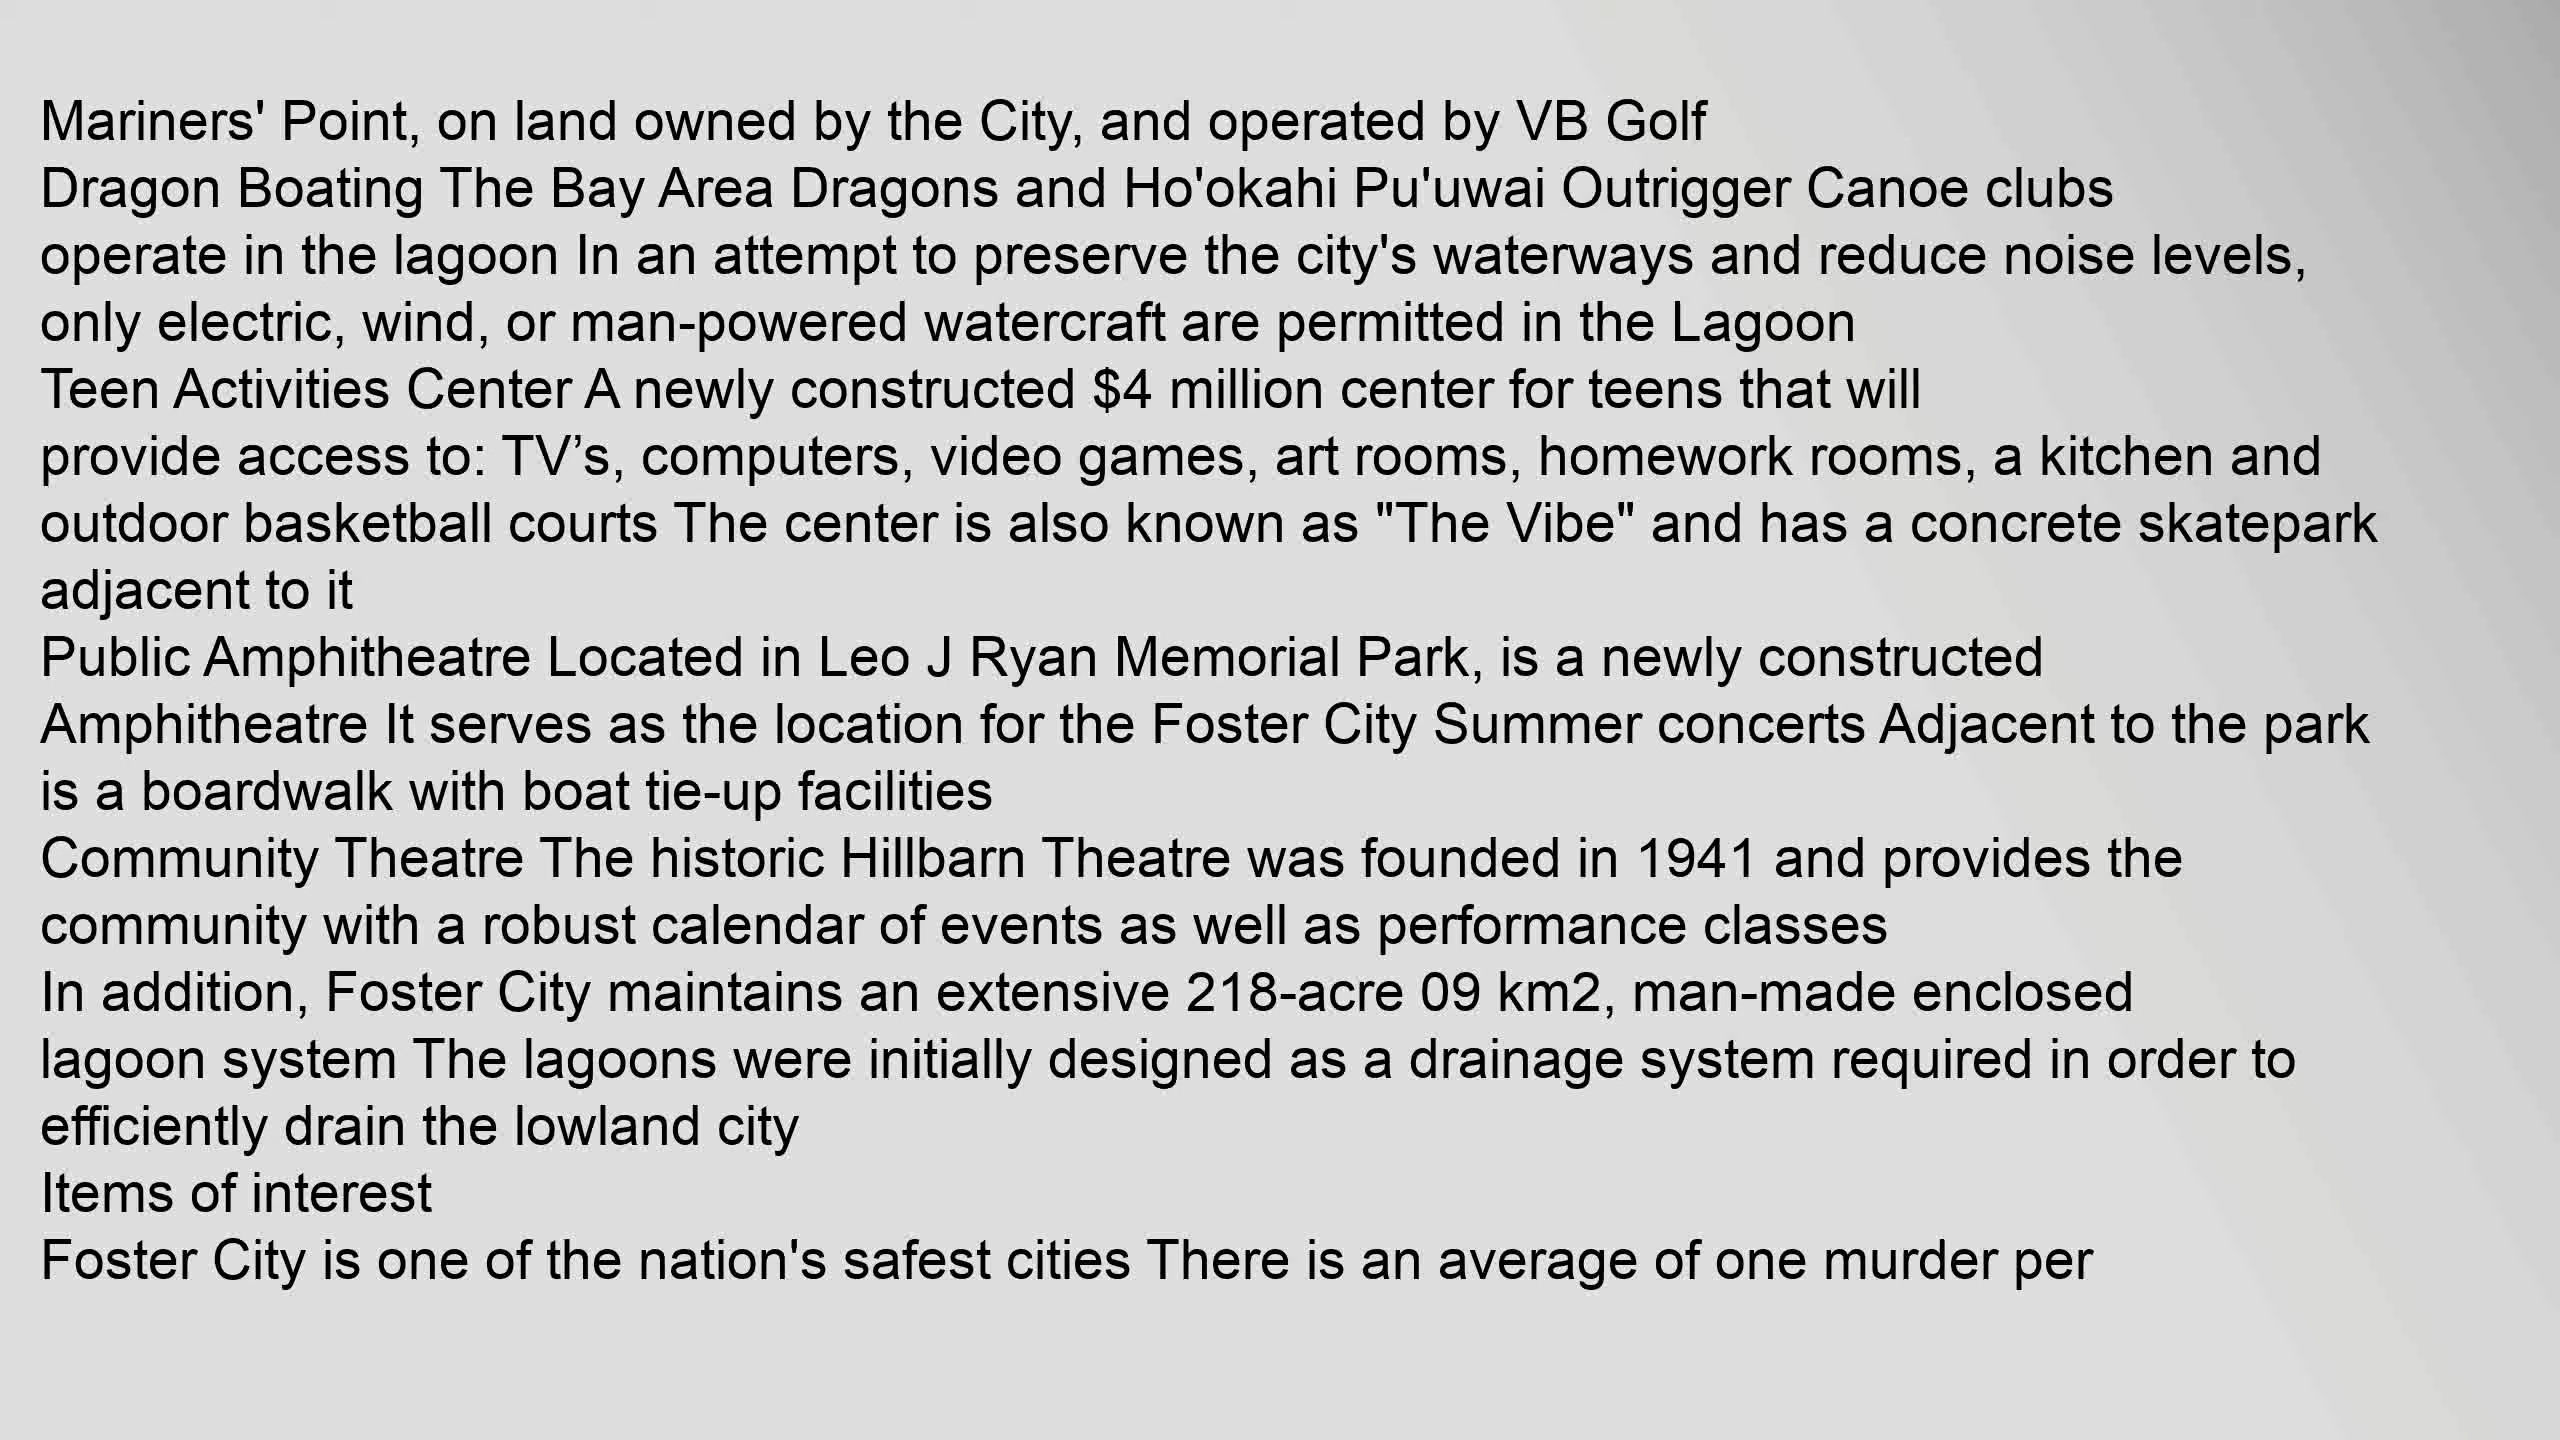 Mariners' Point, on land owned by the City, and operated by VB Golf
Dragon Boating The Bay Area Dragons and Ho'okahi Pu'uwai Outrigger Canoe clubs
operate in the lagoon In an attempt to preserve the city's waterways and reduce noise levels,
only electric, wind, or man-powered watercraft are permitted in the Lagoon
Teen Activities Center A newly constructed $4 million center for teens that will
provide access to: TV’s, computers, video games, art rooms, homework rooms, a kitchen and
outdoor basketball courts The center is also known as "The Vibe" and has a concrete skatepark
adjacent to it
Public Amphitheatre Located in Leo J Ryan Memorial Park, is a newly constructed
Amphitheatre It serves as the location for the Foster City Summer concerts Adjacent to the park
is a boardwalk with boat tie-up facilities
Community Theatre The historic Hillbarn Theatre was founded in 1941 and provides the
community with a robust calendar of events as well as performance classes
In addition, Foster City maintains an extensive 218-acre 09 km2, man-made enclosed
lagoon system The lagoons were initially designed as a drainage system required in order to
efficiently drain the lowland city
Items of interest
Foster City is one of the nation's safest cities There is an average of one murder per